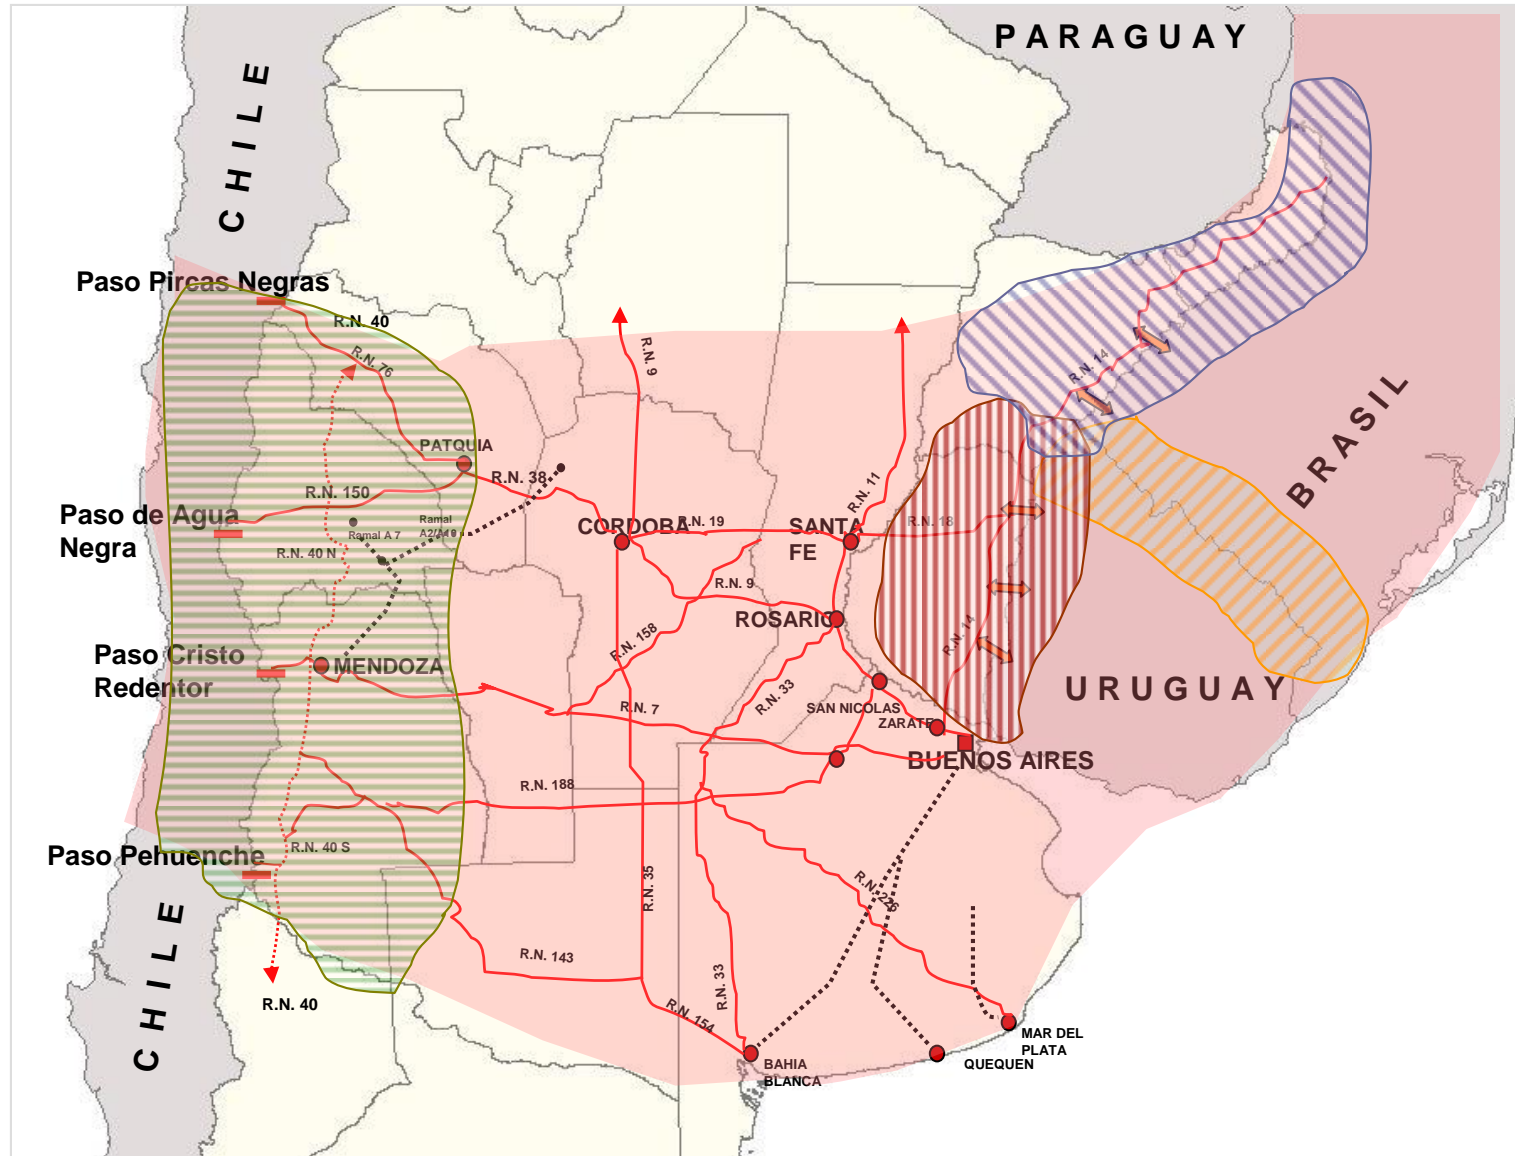 PARAGUAY
CHILE
Paso Pircas Negras
R.N. 40
R.N. 76
R.N. 9
R.N. 14
BRASIL
PATQUIA
R.N. 38
R.N. 150
R.N. 11
Paso de Agua
Negra
Ramal A 7
Ramal
A2/A10
R.N. 40 N
CORDOBA
R.N. 19
SANTA
FE
R.N. 18
R.N. 9
ROSARIO
R.N. 158
R.N. 14
Paso Cristo
Redentor
MENDOZA
R.N. 33
URUGUAY
R.N. 7
SAN NICOLAS
ZARATE
BUENOS AIRES
R.N. 188
Paso Pehuenche
R.N. 40 S
R.N. 35
R.N. 226
CHILE
R.N. 143
R.N. 33
R.N. 40
R.N. 154
MAR DEL
PLATA
BAHIA
BLANCA
QUEQUEN